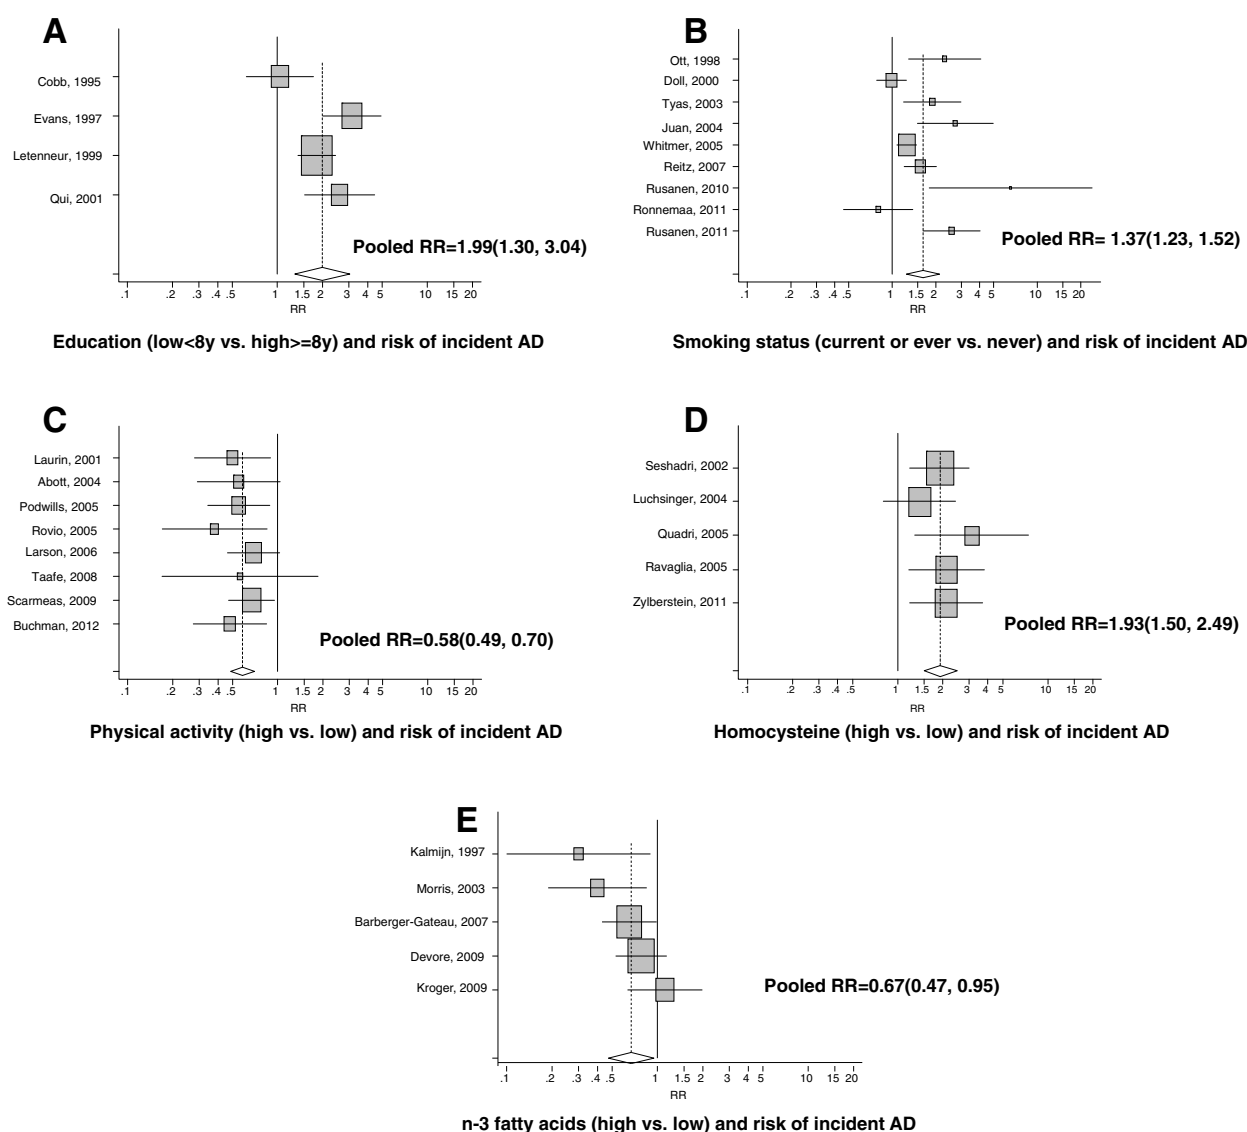 A
Cobb, 1995
Evans, 1997
Letenneur, 1999
Qui, 2001
Pooled RR=1.99(1.30, 3.04)
.1 .2 .3 .4 .5 1 1.5 2 3 4 5 10 15 20
RR
Education (low<8y vs. high>=8y) and risk of incident AD
B
Ott, 1998
Doll, 2000
Tyas, 2003
Juan, 2004
Whitmer, 2005
Reitz, 2007
Rusanen, 2010
Ronnemaa, 2011
Rusanen, 2011
Pooled RR= 1.37(1.23, 1.52)
.1 .2 .3 .4 .5 1 1.5 2 3 4 5 10 15 20
RR
Smoking status (current or ever vs. never) and risk of incident AD
C
Laurin, 2001
Abott, 2004
Podwills, 2005
Rovio, 2005
Larson, 2006
Taafe, 2008
Scarmeas, 2009
Buchman, 2012
Pooled RR=0.58(0.49, 0.70)
.1 .2 .3 .4 .5 1 1.5 2 3 4 5 10 15 20
RR
Physical activity (high vs. low) and risk of incident AD
D
Seshadri, 2002
Luchsinger, 2004
Quadri, 2005
Ravaglia, 2005
Zylberstein, 2011
Pooled RR=1.93(1.50, 2.49)
.1 .2 .3 .4 .5 1 1.5 2 3 4 5 10 15 20
RR
Homocysteine (high vs. low) and risk of incident AD
E
Kalmijn, 1997
Morris, 2003
Barberger-Gateau, 2007
Devore, 2009
Kroger, 2009
Pooled RR=0.67(0.47, 0.95)
.1 .2 .3 .4 .5 1 1.5 2 3 4 5 10 15 20
RR
n-3 fatty acids (high vs. low) and risk of incident AD